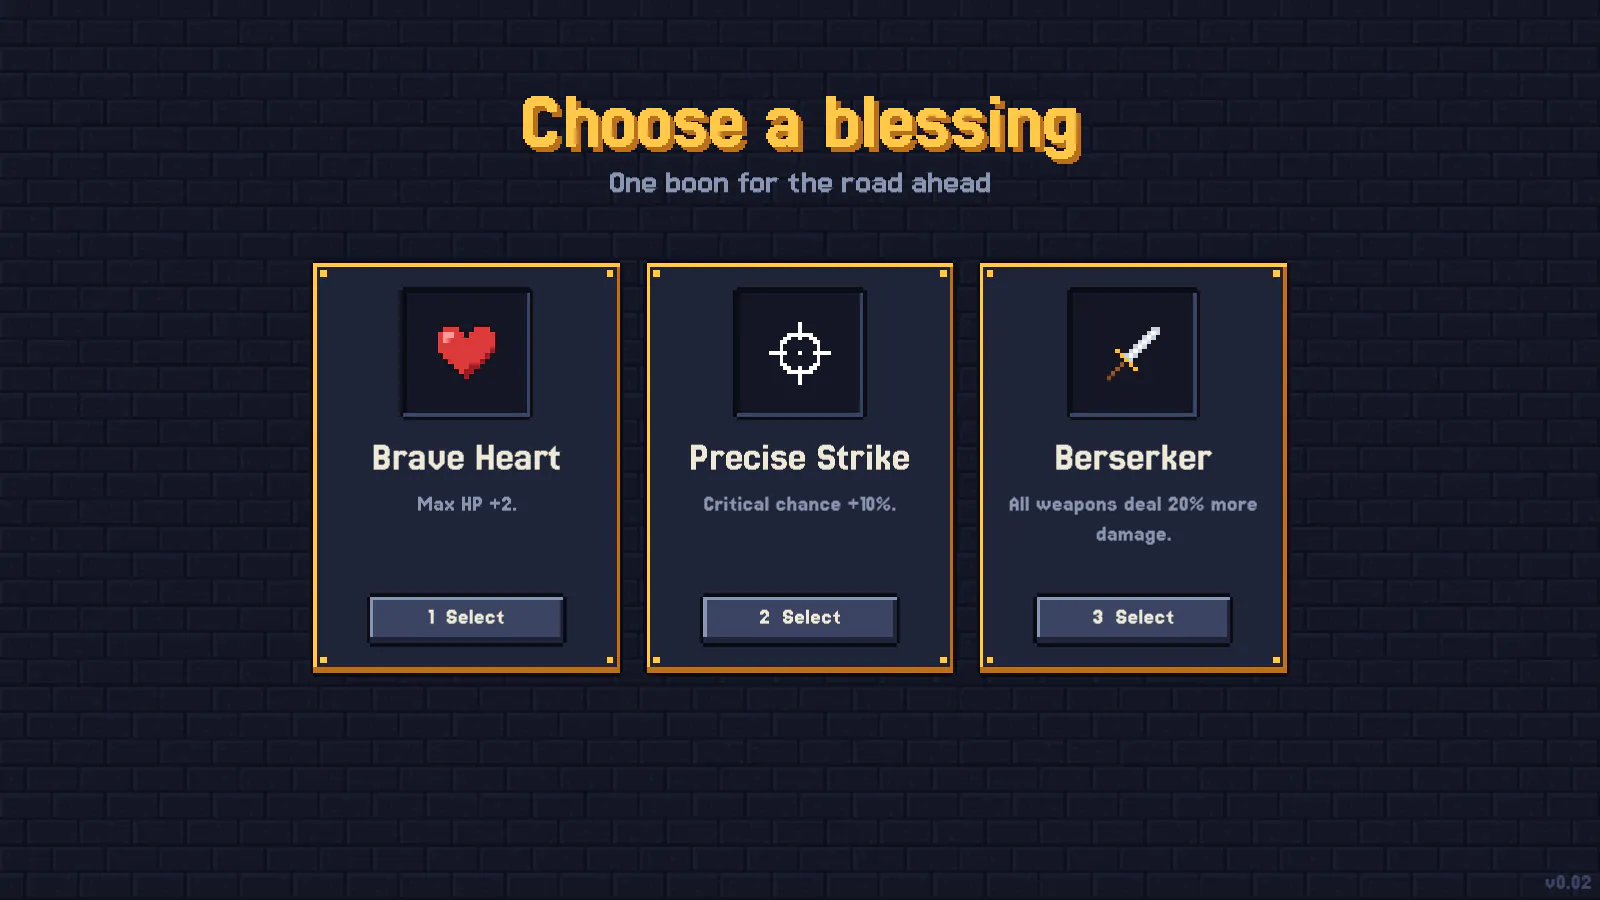 Choose a blessing
One boon for the road ahead
Brave Heart
Max HP +2.
1 Select
Precise Strike
Critical chance +10%.
2 Select
Berserker
All weapons deal 20% more
damage.
3 Select
v0.02